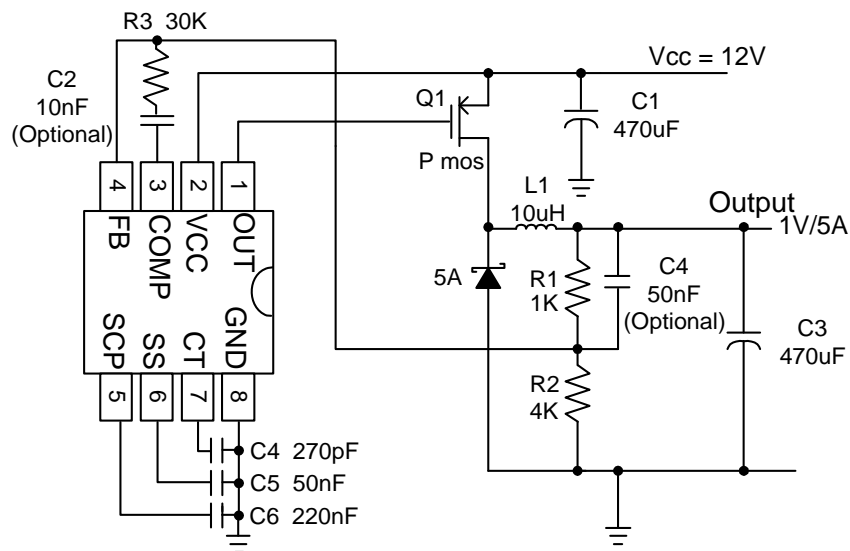 R3 30K
Vcc = 12V
C2
10nF
(Optional)
Q1
C1
470uF
P mos
4
3
2
1
FB
COMP
VCC
OUT
L1
10uH
Output
1V/5A
5A
R1
1K
C4
50nF
(Optional)
SCP
SS
CT
GND
C3
470uF
R2
4K
5
6
7
8
C4 270pF
C5 50nF
C6 220nF